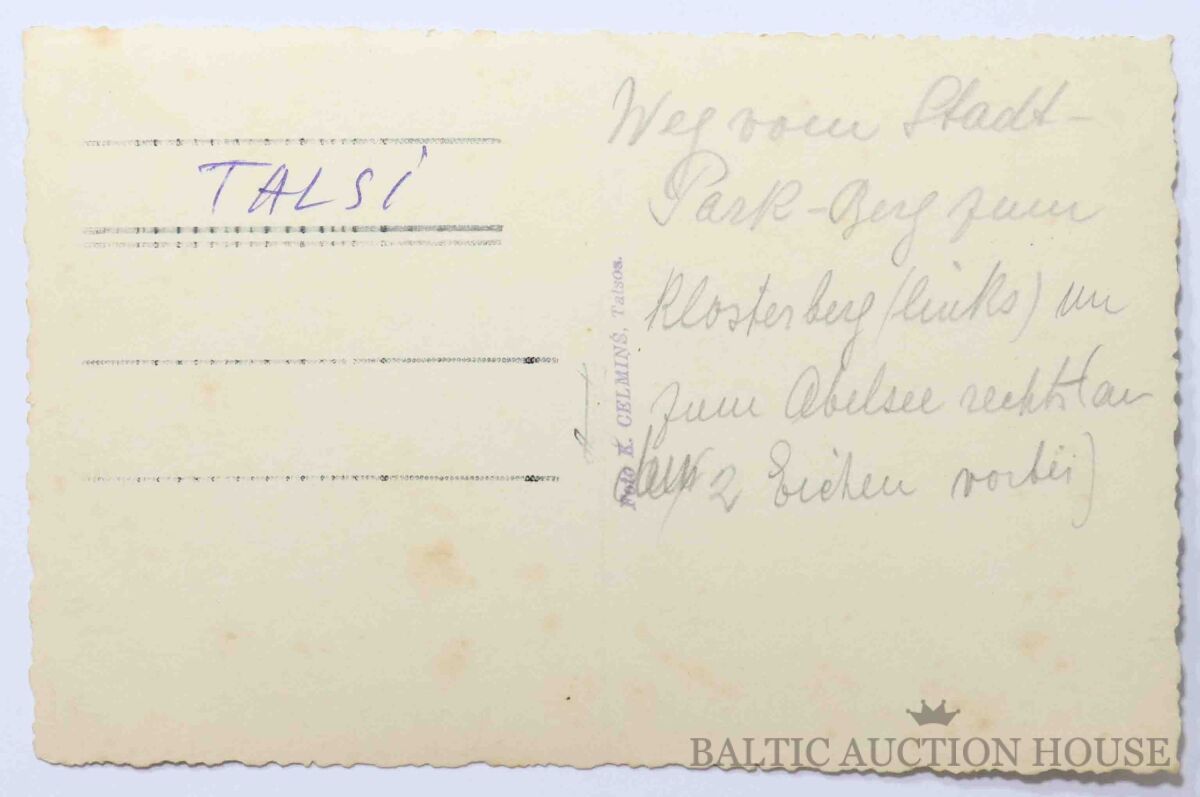 TALSI
Foto K. CELMIŅŠ, Talsos.
Weg vom Stadt-
Park-Berg zum
Klosterberg (links) un
zum Abelsee rechts (an
2 Eichen vorbei)
BALTIC AUCTION HOUSE